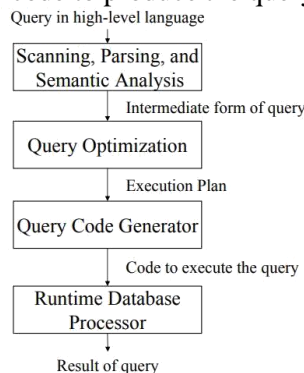 Query in high-level language
Scanning, Parsing, and
Semantic Analysis
Intermediate form of query
Query Optimization
Execution Plan
Query Code Generator
Code to execute the query
Runtime Database
Processor
Result of query